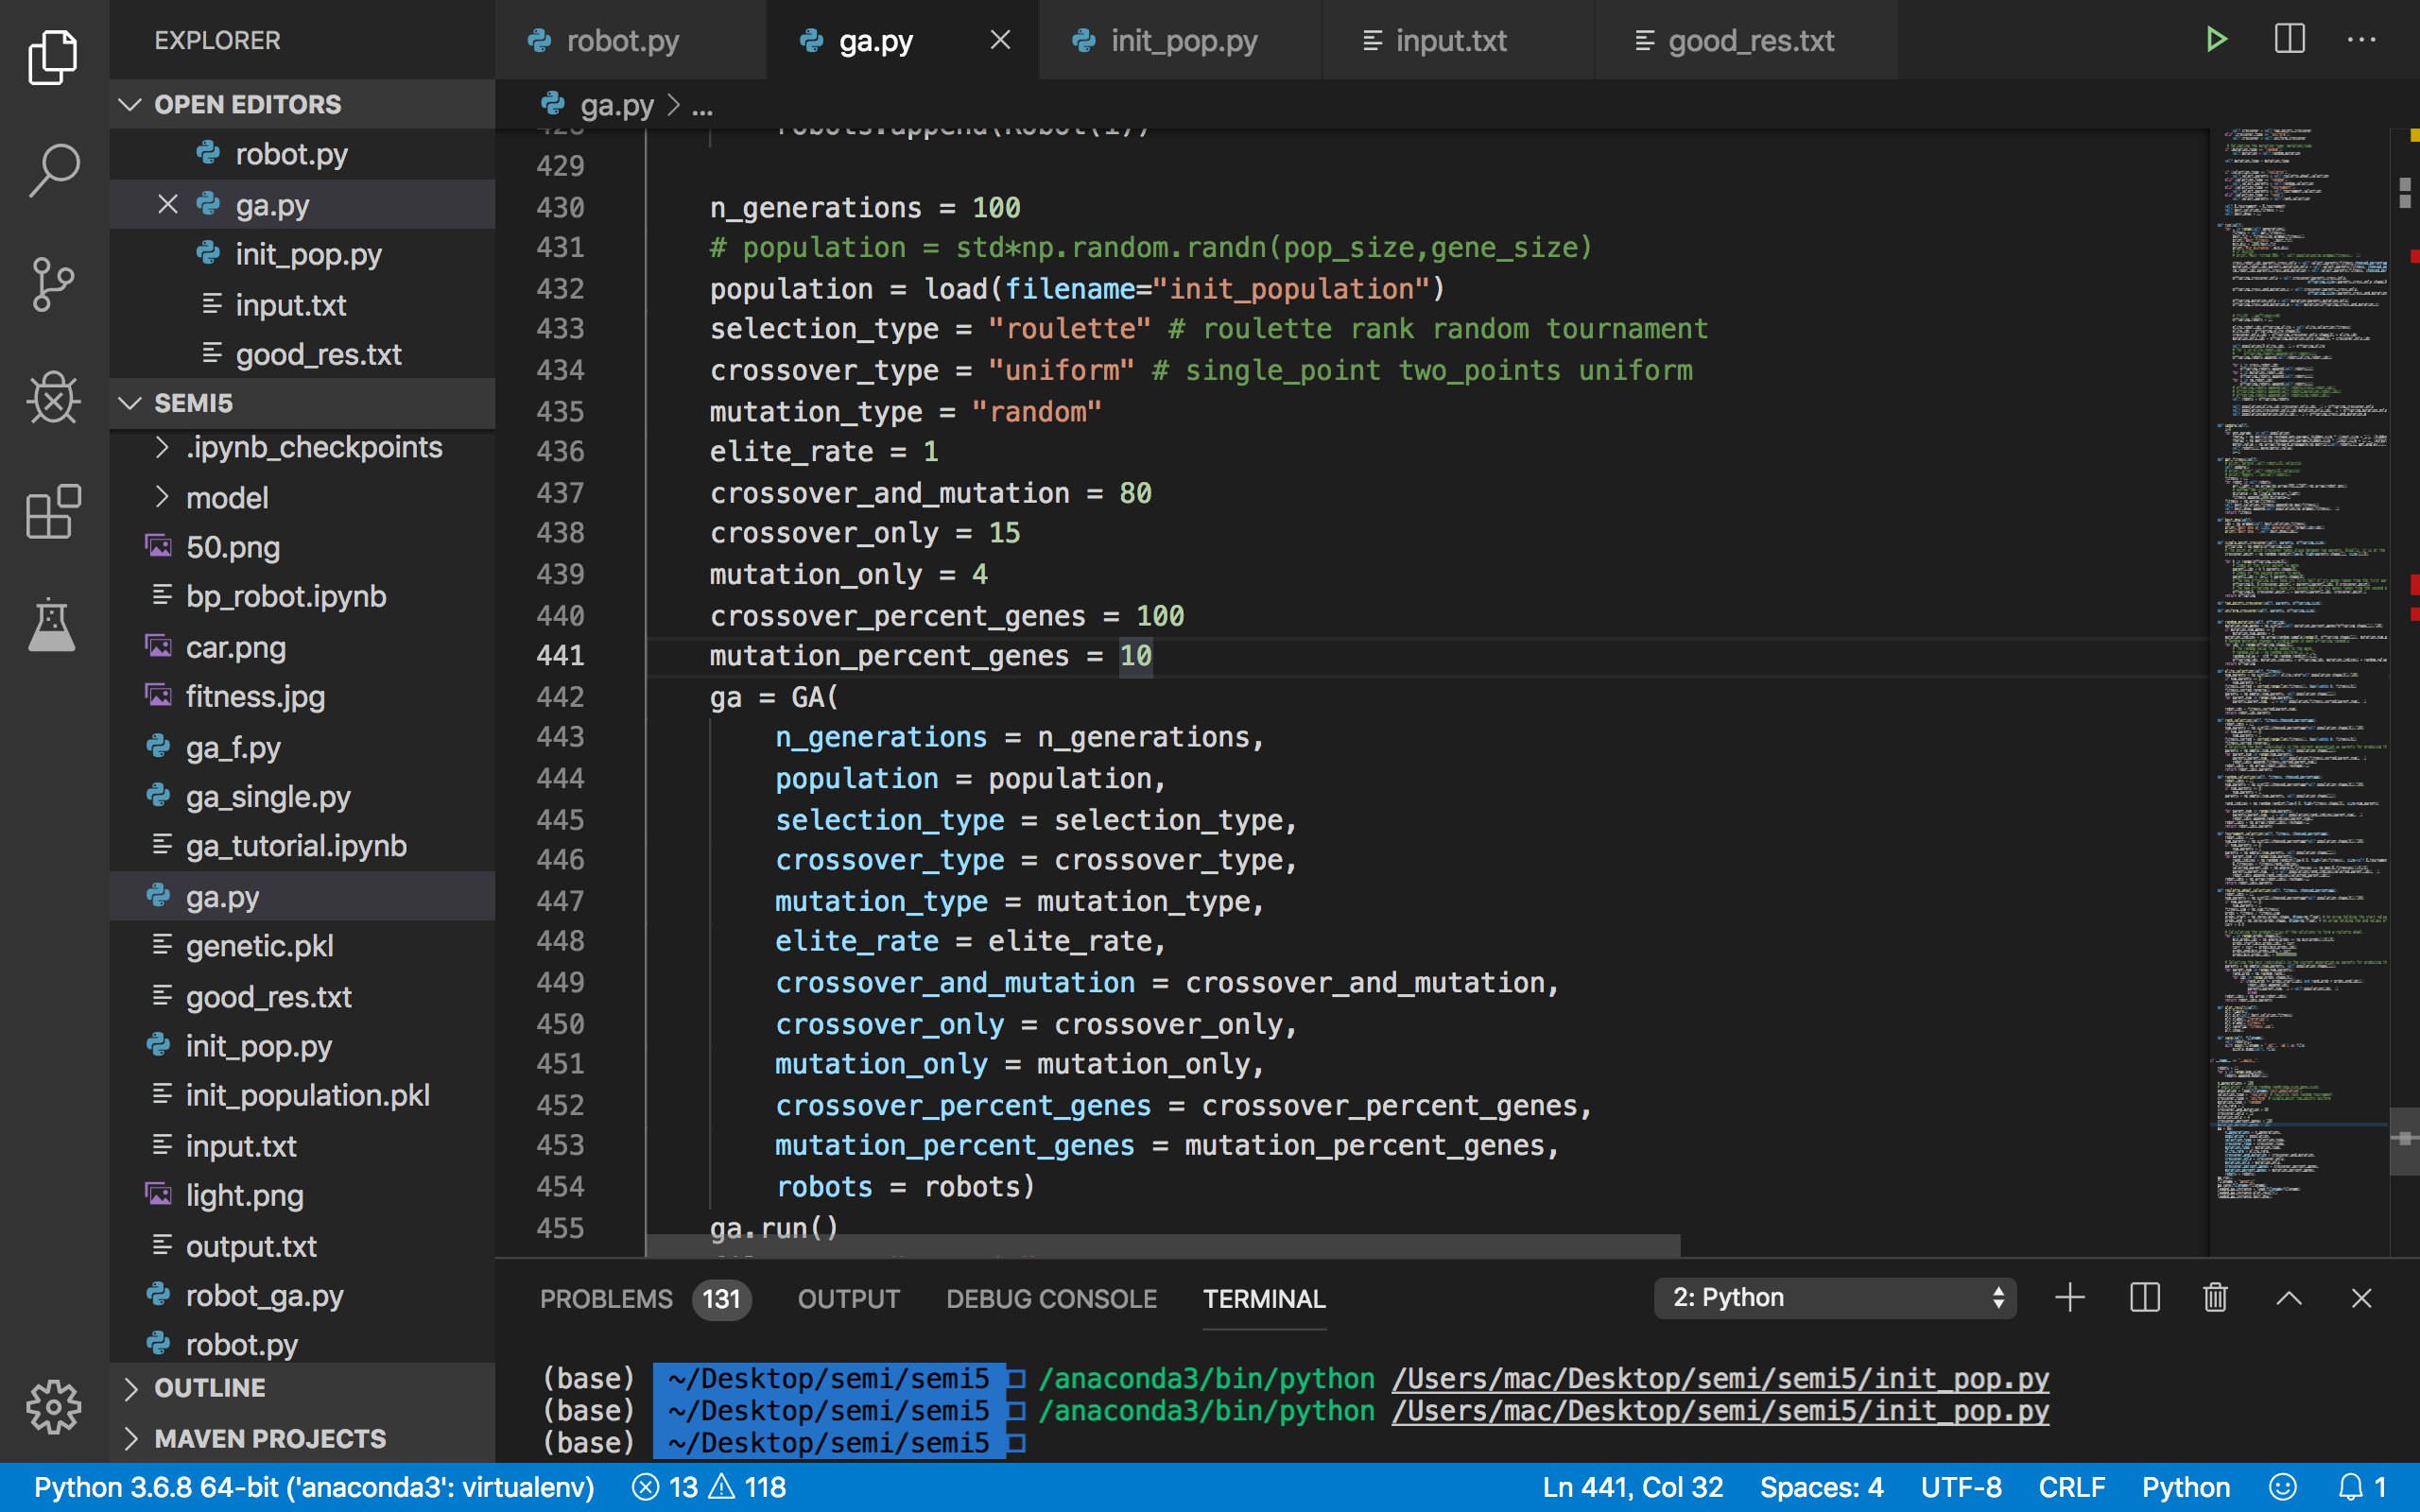 EXPLORER
robot.py
ga.py
init_pop.py
input.txt
good_res.txt
OPEN EDITORS
robot.py
ga.py
init_pop.py
input.txt
good_res.txt
SEMI5
.ipynb_checkpoints
model
50.png
bp_robot.ipynb
car.png
fitness.jpg
ga_f.py
ga_single.py
ga_tutorial.ipynb
ga.py
genetic.pkl
good_res.txt
init_pop.py
init_population.pkl
input.txt
light.png
output.txt
robot_ga.py
robot.py
OUTLINE
MAVEN PROJECTS
ga.py > ...
428 robots.append(Robot(i))
429
430 n_generations = 100
431 # population = std*np.random.randn(pop_size,gene_size)
432 population = load(filename="init_population")
433 selection_type = "roulette" # roulette rank random tournament
434 crossover_type = "uniform" # single_point two_points uniform
435 mutation_type = "random"
436 elite_rate = 1
437 crossover_and_mutation = 80
438 crossover_only = 15
439 mutation_only = 4
440 crossover_percent_genes = 100
441 mutation_percent_genes = 10
442 ga = GA(
443 n_generations = n_generations,
444 population = population,
445 selection_type = selection_type,
446 crossover_type = crossover_type,
447 mutation_type = mutation_type,
448 elite_rate = elite_rate,
449 crossover_and_mutation = crossover_and_mutation,
450 crossover_only = crossover_only,
451 mutation_only = mutation_only,
452 crossover_percent_genes = crossover_percent_genes,
453 mutation_percent_genes = mutation_percent_genes,
454 robots = robots)
455 ga.run()
PROBLEMS 131 OUTPUT DEBUG CONSOLE TERMINAL 2: Python
(base) ~/Desktop/semi/semi5 /anaconda3/bin/python /Users/mac/Desktop/semi/semi5/init_pop.py
(base) ~/Desktop/semi/semi5 /anaconda3/bin/python /Users/mac/Desktop/semi/semi5/init_pop.py
(base) ~/Desktop/semi/semi5
Python 3.6.8 64-bit ('anaconda3': virtualenv) 13 118 Ln 441, Col 32 Spaces: 4 UTF-8 CRLF Python 1